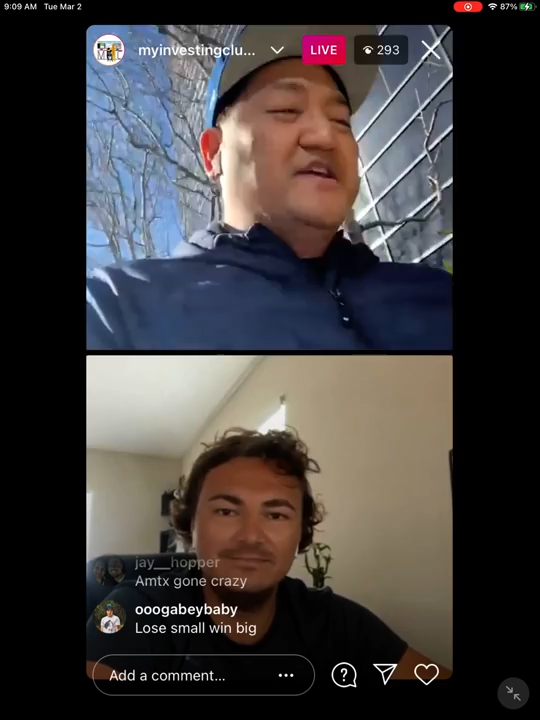 9:09 AM Tue Mar 2 87%
myinvestingclu... LIVE 293
jay__hopper
Amtx gone crazy
ooogabeybaby
Lose small win big
Add a comment...